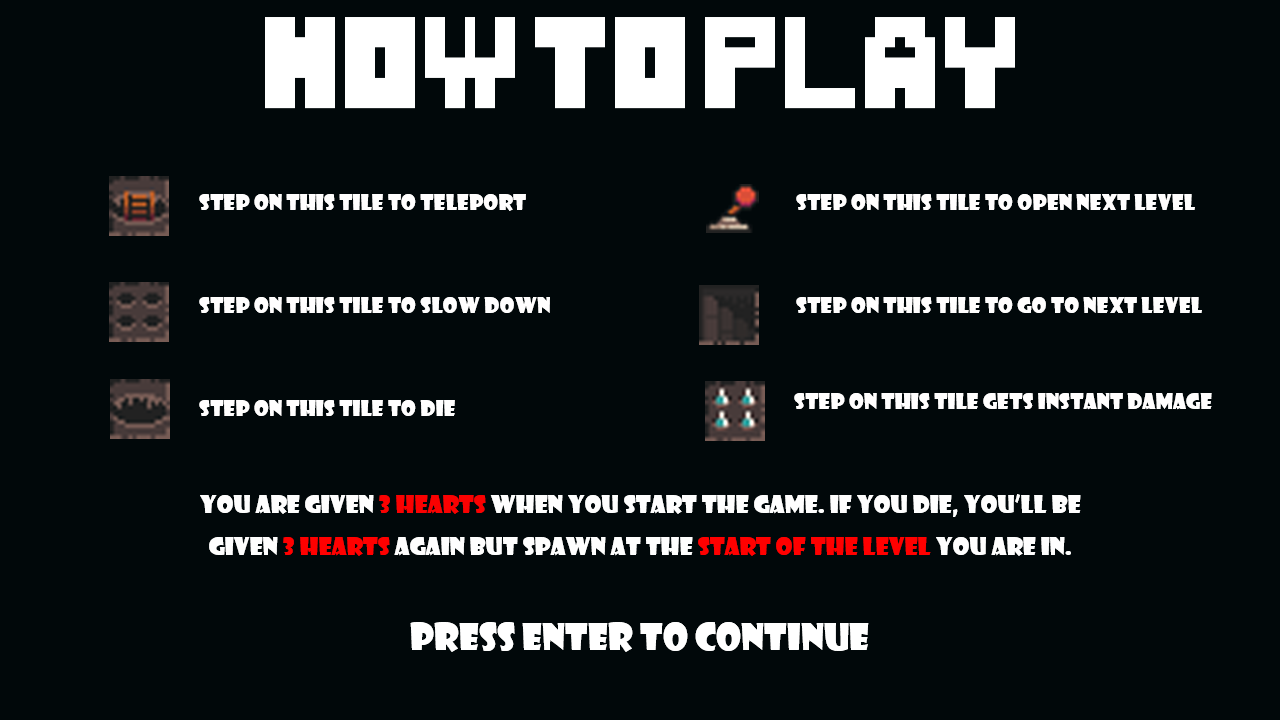 HOW TO PLAY
STEP ON THIS TILE TO TELEPORT
STEP ON THIS TILE TO OPEN NEXT LEVEL
STEP ON THIS TILE TO SLOW DOWN
STEP ON THIS TILE TO GO TO NEXT LEVEL
STEP ON THIS TILE TO DIE
STEP ON THIS TILE GETS INSTANT DAMAGE
YOU ARE GIVEN 3 HEARTS WHEN YOU START THE GAME. IF YOU DIE, YOU'LL BE
GIVEN 3 HEARTS AGAIN BUT SPAWN AT THE START OF THE LEVEL YOU ARE IN.
PRESS ENTER TO CONTINUE